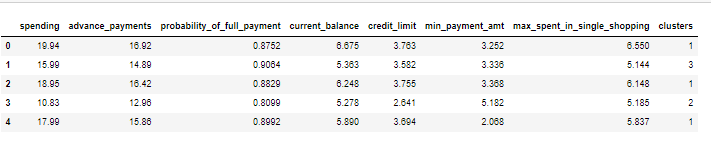 spending advance_payments probability_of_full_payment current_balance credit_limit min_payment_amt max_spent_in_single_shopping clusters
0 19.94 16.92 0.8752 6.675 3.763 3.252 6.550 1
1 15.99 14.89 0.9064 5.363 3.582 3.336 5.144 3
2 18.95 16.42 0.8829 6.248 3.755 3.368 6.148 1
3 10.83 12.96 0.8099 5.278 2.641 5.182 5.185 2
4 17.99 15.86 0.8992 5.890 3.694 2.068 5.837 1